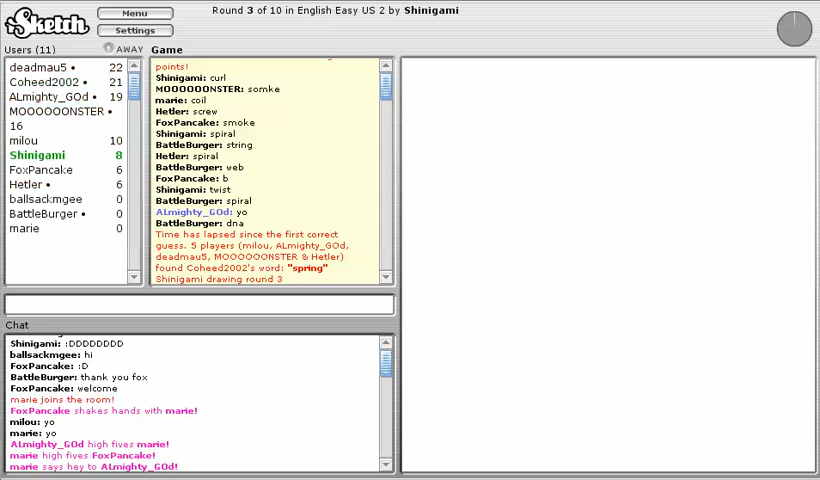 iSketch
Menu
Settings
Round 3 of 10 in English Easy US 2 by Shinigami
Users (11)
AWAY
deadmau5 • 22
Coheed2002 • 21
ALmighty_GOd • 19
MOOOOOONSTER •
16
milou 10
Shinigami 8
FoxPancake 6
Hetler • 6
ballsackmgee 0
BattleBurger • 0
marie 0
Game
points!
Shinigami: curl
MOOOOOONSTER: somke
marie: coil
Hetler: screw
FoxPancake: smoke
Shinigami: spiral
BattleBurger: string
Hetler: spiral
BattleBurger: web
FoxPancake: b
Shinigami: twist
BattleBurger: spiral
ALmighty_GOd: yo
BattleBurger: dna
Time has lapsed since the first correct
guess. 5 players (milou, ALmighty_GOd,
deadmau5, MOOOOOONSTER & Hetler)
found Coheed2002's word: "spring"
Shinigami drawing round 3
Chat
Shinigami: :DDDDDDDD
ballsackmgee: hi
FoxPancake: :D
BattleBurger: thank you fox
FoxPancake: welcome
marie joins the room!
FoxPancake shakes hands with marie!
milou: yo
marie: yo
ALmighty_GOd high fives marie!
marie high fives FoxPancake!
marie says hey to ALmighty_GOd!